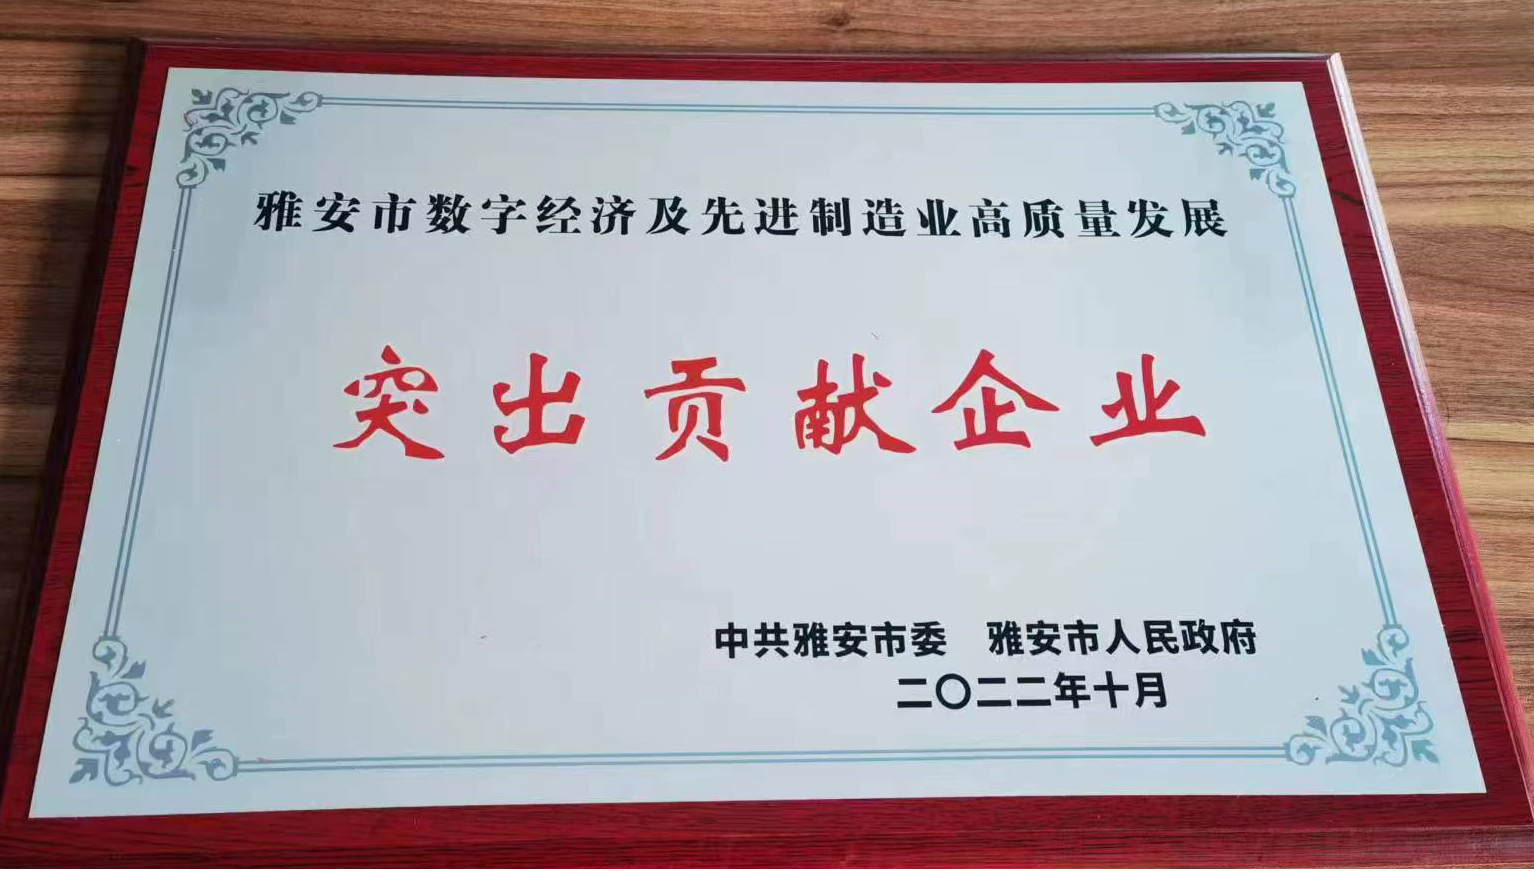 雅安市数字经济及先进制造业高质量发展
突出贡献企业
中共雅安市委 雅安市人民政府
二〇二二年十月